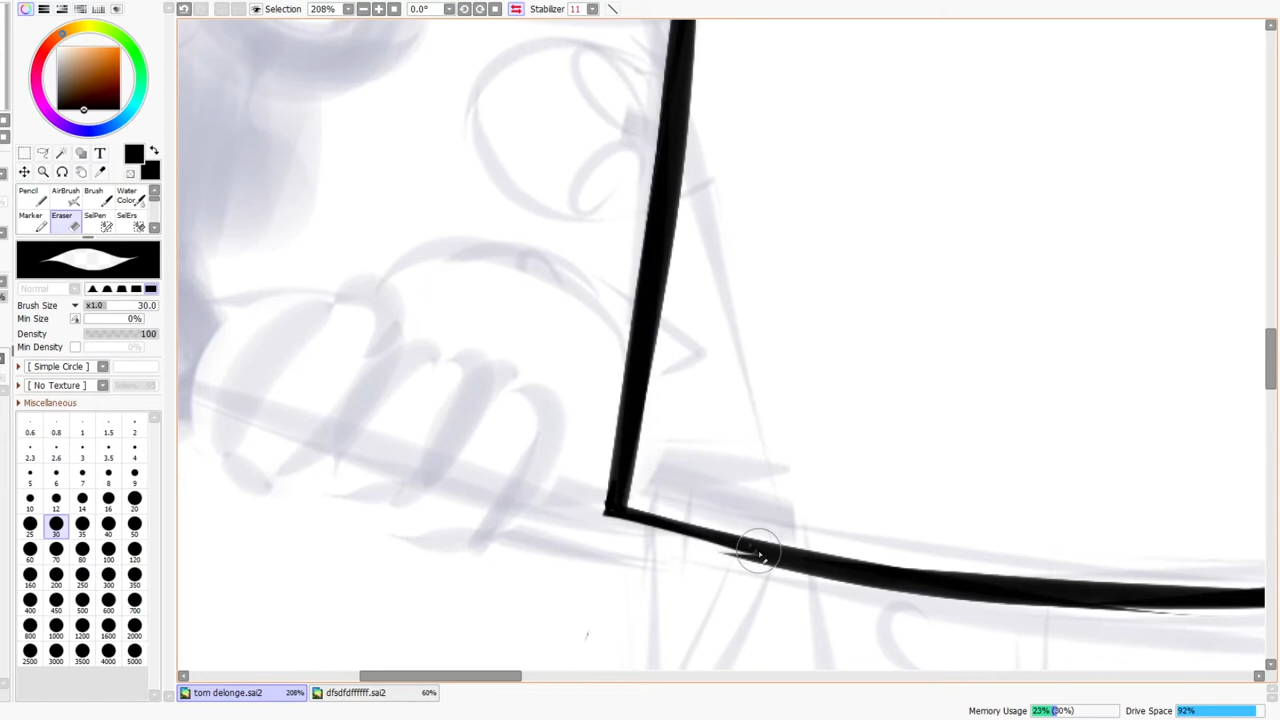 Selection 208% 0.0° Stabilizer 11
T
Pencil AirBrush Brush Water Color
Marker Eraser SelPen SelErs
Normal
Brush Size x1.0 30.0
Min Size 0%
Density 100
Min Density 0%
[ Simple Circle ]
[ No Texture ]
Miscellaneous
0.6 0.8 1 1.5 2
2.3 2.6 3 3.5 4
5 6 7 8 9
10 12 14 16 20
25 30 35 40 50
60 70 80 100 120
160 200 250 300 350
400 450 500 600 700
800 1000 1200 1600 2000
2500 3000 3500 4000 5000
tom delonge.sai2 208% dfsdfdffffff.sai2 60%
Memory Usage 23% (30%) Drive Space 92%